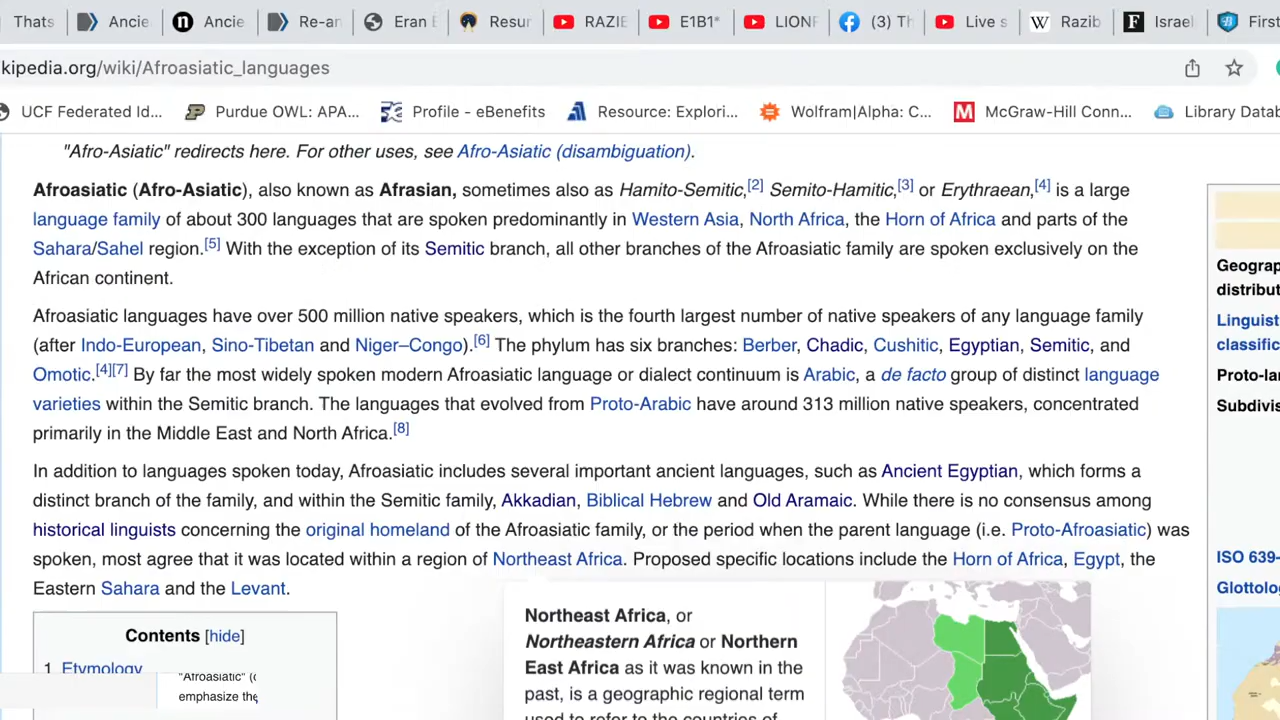 Thats
Ancie
Ancie
Re-an
Eran E
Resur
RAZIE
E1B1*
LIONF
(3) Th
Live s
Razib
Israel
First
kipedia.org/wiki/Afroasiatic_languages
UCF Federated Id...
Purdue OWL: APA...
Profile - eBenefits
Resource: Explori...
Wolfram|Alpha: C...
McGraw-Hill Conn...
Library Datab
"Afro-Asiatic" redirects here. For other uses, see Afro-Asiatic (disambiguation).
Afroasiatic (Afro-Asiatic), also known as Afrasian, sometimes also as Hamito-Semitic,[2] Semito-Hamitic,[3] or Erythraean,[4] is a large
language family of about 300 languages that are spoken predominantly in Western Asia, North Africa, the Horn of Africa and parts of the
Sahara/Sahel region.[5] With the exception of its Semitic branch, all other branches of the Afroasiatic family are spoken exclusively on the
African continent.
Afroasiatic languages have over 500 million native speakers, which is the fourth largest number of native speakers of any language family
(after Indo-European, Sino-Tibetan and Niger–Congo).[6] The phylum has six branches: Berber, Chadic, Cushitic, Egyptian, Semitic, and
Omotic.[4][7] By far the most widely spoken modern Afroasiatic language or dialect continuum is Arabic, a de facto group of distinct language
varieties within the Semitic branch. The languages that evolved from Proto-Arabic have around 313 million native speakers, concentrated
primarily in the Middle East and North Africa.[8]
In addition to languages spoken today, Afroasiatic includes several important ancient languages, such as Ancient Egyptian, which forms a
distinct branch of the family, and within the Semitic family, Akkadian, Biblical Hebrew and Old Aramaic. While there is no consensus among
historical linguists concerning the original homeland of the Afroasiatic family, or the period when the parent language (i.e. Proto-Afroasiatic) was
spoken, most agree that it was located within a region of Northeast Africa. Proposed specific locations include the Horn of Africa, Egypt, the
Eastern Sahara and the Levant.
Geograp
distribut
Linguist
classific
Proto-lan
Subdivis
ISO 639-
Glottolog
Contents [hide]
1 Etymology
"Afroasiatic" (c
emphasize the
Northeast Africa, or
Northeastern Africa or Northern
East Africa as it was known in the
past, is a geographic regional term
used to refer to the countries of